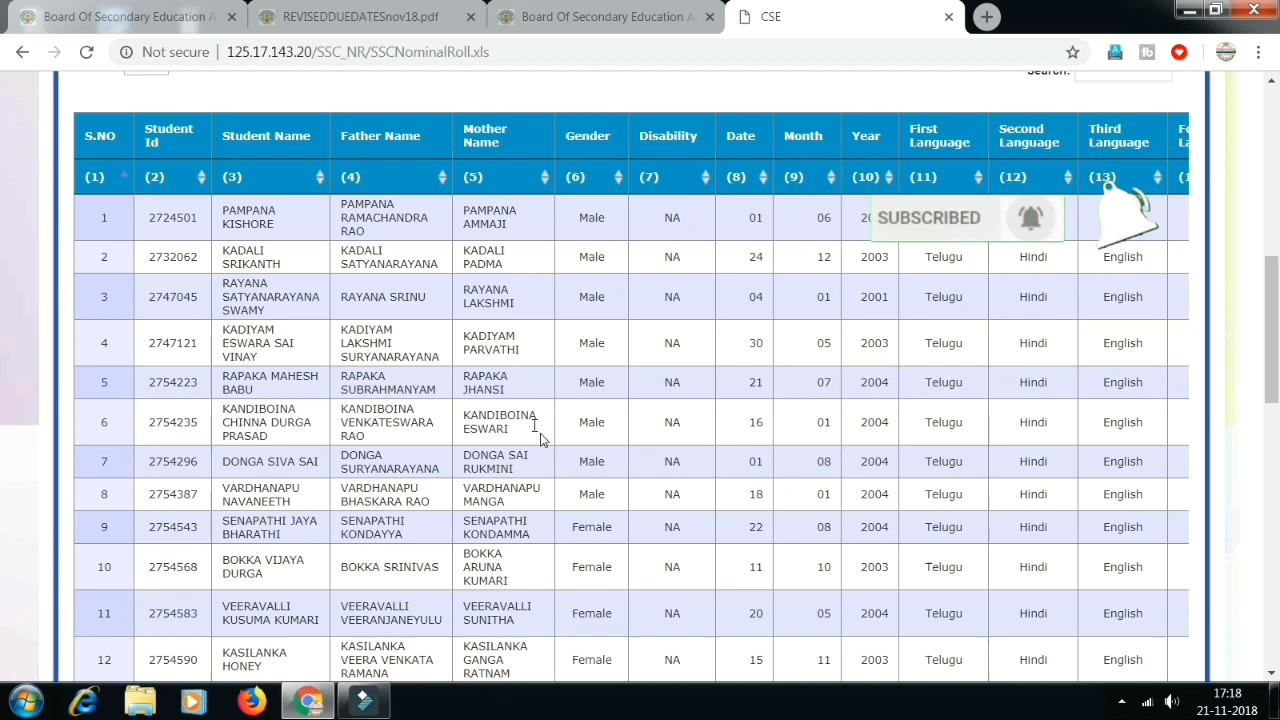 Board Of Secondary Education A
REVISEDDUEDATESnov18.pdf
Board Of Secondary Education A
CSE
Not secure 125.17.143.20/SSC_NR/SSCNominalRoll.xls
Search:
S.NO Student Id Student Name Father Name Mother Name Gender Disability Date Month Year First Language Second Language Third Language
(1) (2) (3) (4) (5) (6) (7) (8) (9) (10) (11) (12) (13)
1 2724501 PAMPANA KISHORE PAMPANA RAMACHANDRA RAO PAMPANA AMMAJI Male NA 01 06
SUBSCRIBED
2 2732062 KADALI SRIKANTH KADALI SATYANARAYANA KADALI PADMA Male NA 24 12 2003 Telugu Hindi English
3 2747045 RAYANA SATYANARAYANA SWAMY RAYANA SRINU RAYANA LAKSHMI Male NA 04 01 2001 Telugu Hindi English
4 2747121 KADIYAM ESWARA SAI VINAY KADIYAM LAKSHMI SURYANARAYANA KADIYAM PARVATHI Male NA 30 05 2003 Telugu Hindi English
5 2754223 RAPAKA MAHESH BABU RAPAKA SUBRAHMANYAM RAPAKA JHANSI Male NA 21 07 2004 Telugu Hindi English
6 2754235 KANDIBOINA CHINNA DURGA PRASAD KANDIBOINA VENKATESWARA RAO KANDIBOINA ESWARI Male NA 16 01 2004 Telugu Hindi English
7 2754296 DONGA SIVA SAI DONGA SURYANARAYANA DONGA SAI RUKMINI Male NA 01 08 2004 Telugu Hindi English
8 2754387 VARDHANAPU NAVANEETH VARDHANAPU BHASKARA RAO VARDHANAPU MANGA Male NA 18 01 2004 Telugu Hindi English
9 2754543 SENAPATHI JAYA BHARATHI SENAPATHI KONDAYYA SENAPATHI KONDAMMA Female NA 22 08 2004 Telugu Hindi English
10 2754568 BOKKA VIJAYA DURGA BOKKA SRINIVAS BOKKA ARUNA KUMARI Female NA 11 10 2003 Telugu Hindi English
11 2754583 VEERAVALLI KUSUMA KUMARI VEERAVALLI VEERANJANEYULU VEERAVALLI SUNITHA Female NA 20 05 2004 Telugu Hindi English
12 2754590 KASILANKA HONEY KASILANKA VEERA VENKATA RAMANA KASILANKA GANGA RATNAM Female NA 15 11 2003 Telugu Hindi English
17:18
21-11-2018